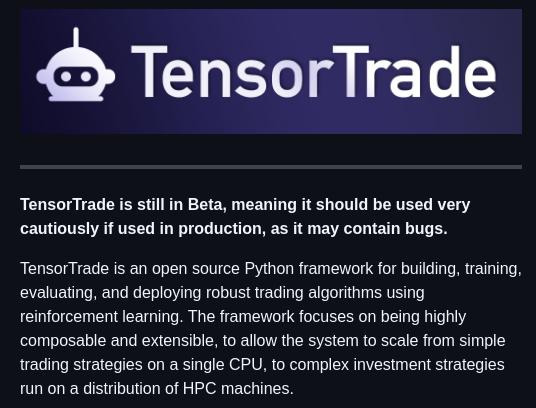 TensorTrade
TensorTrade is still in Beta, meaning it should be used very
cautiously if used in production, as it may contain bugs.
TensorTrade is an open source Python framework for building, training,
evaluating, and deploying robust trading algorithms using
reinforcement learning. The framework focuses on being highly
composable and extensible, to allow the system to scale from simple
trading strategies on a single CPU, to complex investment strategies
run on a distribution of HPC machines.